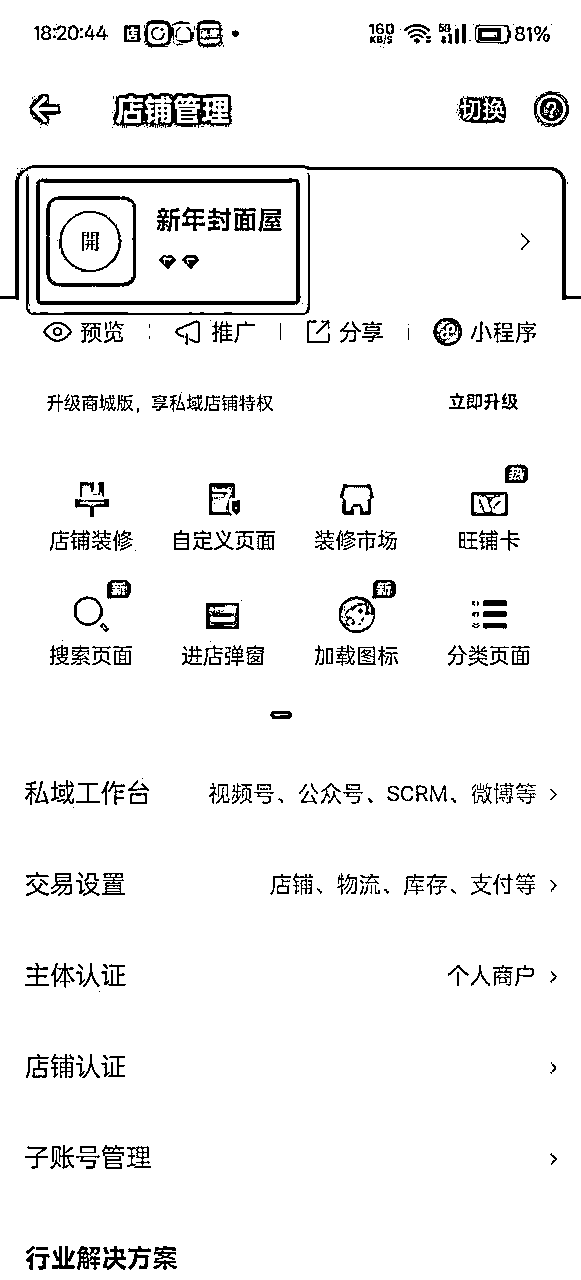 18:20:44 店 160 KB/S 5G 81%
店铺管理 切换
開 新年封面屋
预览 推广 分享 小程序
升级商城版，享私域店铺特权 立即升级
热
店铺装修 自定义页面 装修市场 旺铺卡
新 新
搜索页面 进店弹窗 加载图标 分类页面
私域工作台 视频号、公众号、SCRM、微博等
交易设置 店铺、物流、库存、支付等
主体认证 个人商户
店铺认证
子账号管理
行业解决方案